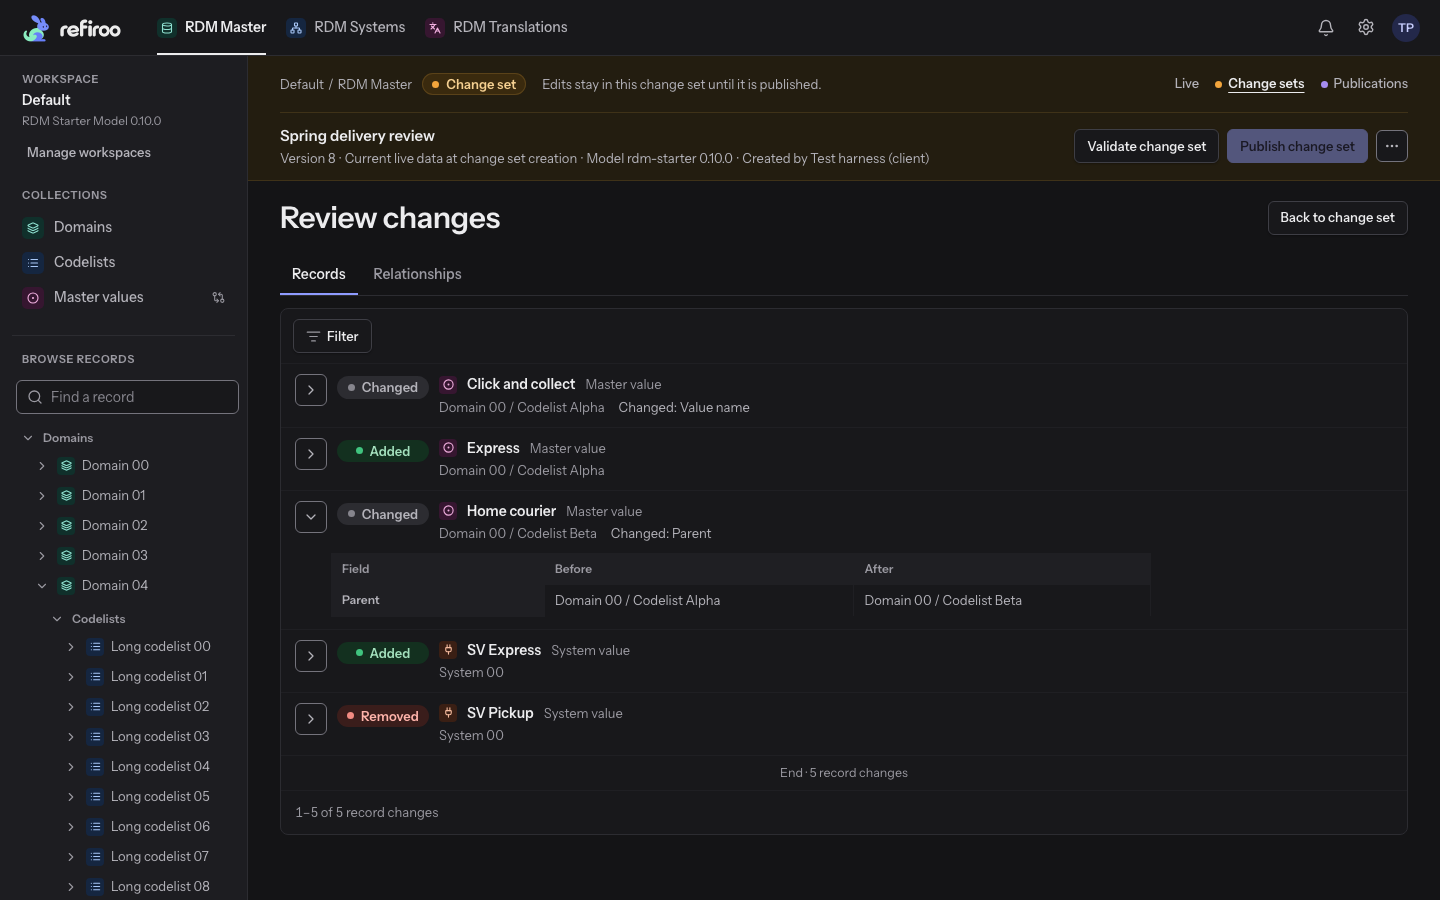 refiroo
RDM Master
RDM Systems
RDM Translations
TP
WORKSPACE
Default
RDM Starter Model 0.10.0
Manage workspaces
COLLECTIONS
Domains
Codelists
Master values
BROWSE RECORDS
Find a record
Domains
Domain 00
Domain 01
Domain 02
Domain 03
Domain 04
Codelists
Long codelist 00
Long codelist 01
Long codelist 02
Long codelist 03
Long codelist 04
Long codelist 05
Long codelist 06
Long codelist 07
Long codelist 08
Default / RDM Master
Change set
Edits stay in this change set until it is published.
Live
Change sets
Publications
Spring delivery review
Version 8 · Current live data at change set creation · Model rdm-starter 0.10.0 · Created by Test harness (client)
Validate change set
Publish change set
Review changes
Back to change set
Records
Relationships
Filter
Changed
Click and collect Master value
Domain 00 / Codelist Alpha Changed: Value name
Added
Express Master value
Domain 00 / Codelist Alpha
Changed
Home courier Master value
Domain 00 / Codelist Beta Changed: Parent
Field Before After
Parent Domain 00 / Codelist Alpha Domain 00 / Codelist Beta
Added
SV Express System value
System 00
Removed
SV Pickup System value
System 00
End · 5 record changes
1–5 of 5 record changes